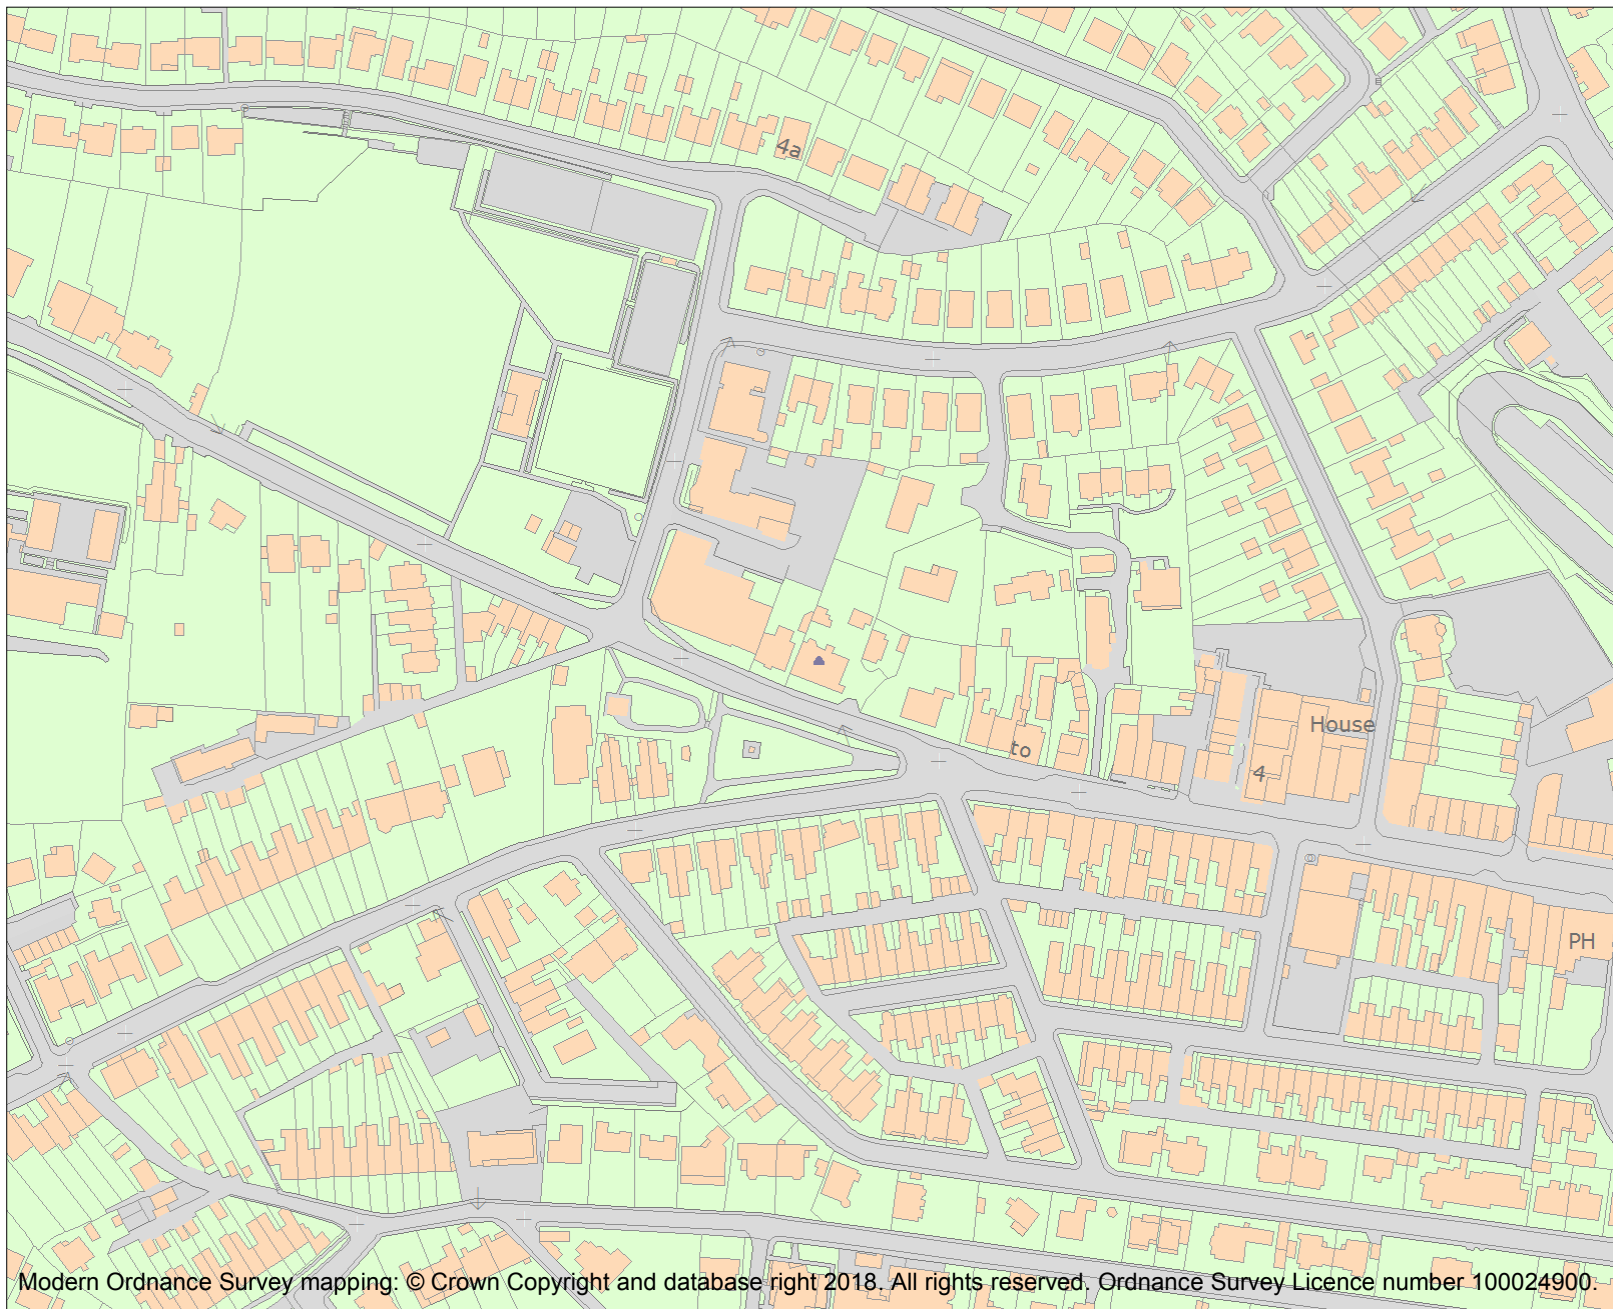 4a
House
to
4
PH
Modern Ordnance Survey mapping: © Crown Copyright and database right 2018. All rights reserved. Ordnance Survey Licence number 100024900.